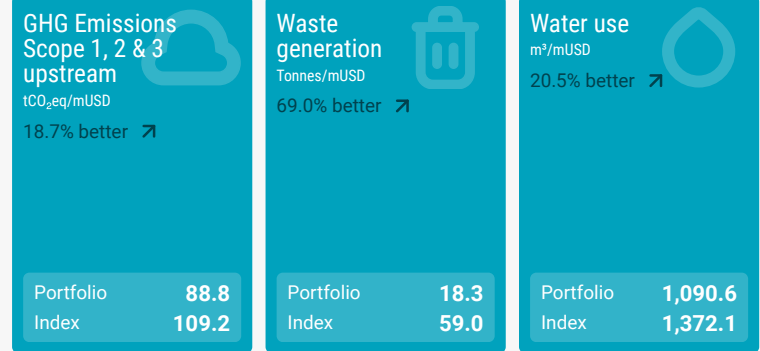 GHG Emissions
Scope 1, 2 & 3
upstream
tCO₂eq/mUSD
18.7% better
Portfolio 88.8
Index 109.2
Waste
generation
Tonnes/mUSD
69.0% better
Portfolio 18.3
Index 59.0
Water use
m³/mUSD
20.5% better
Portfolio 1,090.6
Index 1,372.1